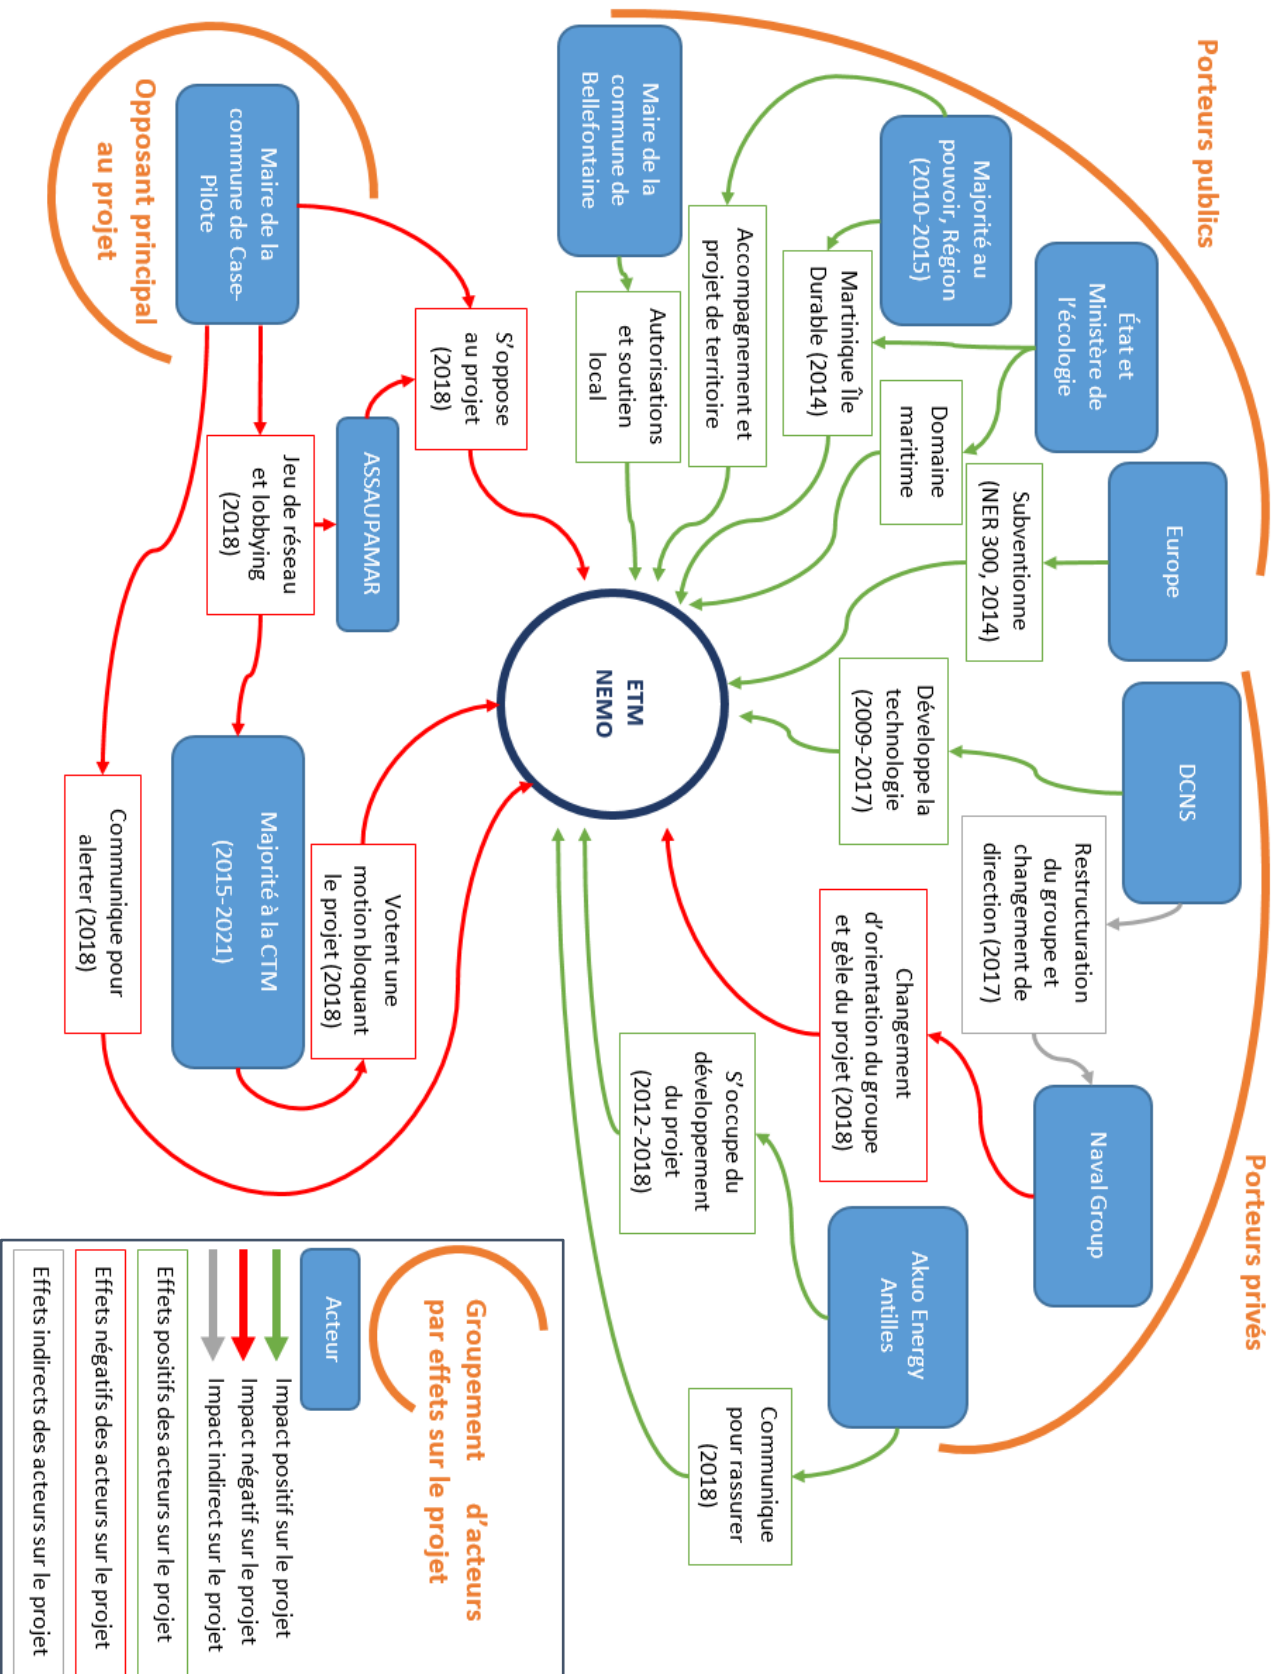 Porteurs publics
Porteurs privés
Europe
DCNS
État et
Ministère de
l'écologie
Naval Group
Majorité au
pouvoir, Région
(2010-2015)
Subventionne
(NER 300, 2014)
Restructuration
du groupe et
changement de
direction (2017)
Akuo Energy
Antilles
Domaine
maritime
Développe la
technologie
(2009-2017)
Changement
d'orientation du groupe
et gèle du projet (2018)
Martinique Île
Durable (2014)
Accompagnement et
projet de territoire
Communique
pour rassurer
(2018)
S'occupe du
développement
du projet
(2012-2018)
Maire de la
commune de
Bellefontaine
Autorisations
et soutien
local
ETM
NEMO
S'oppose
au projet
(2018)
ASSAUPAMAR
Votent une
motion bloquant
le projet (2018)
Maire de la
commune de Case-
Pilote
Jeu de réseau
et lobbying
(2018)
Majorité à la CTM
(2015-2021)
Opposant principal
au projet
Communique pour
alerter (2018)
Groupement d'acteurs
par effets sur le projet
Acteur
Impact positif sur le projet
Impact négatif sur le projet
Impact indirect sur le projet
Effets positifs des acteurs sur le projet
Effets négatifs des acteurs sur le projet
Effets indirects des acteurs sur le projet